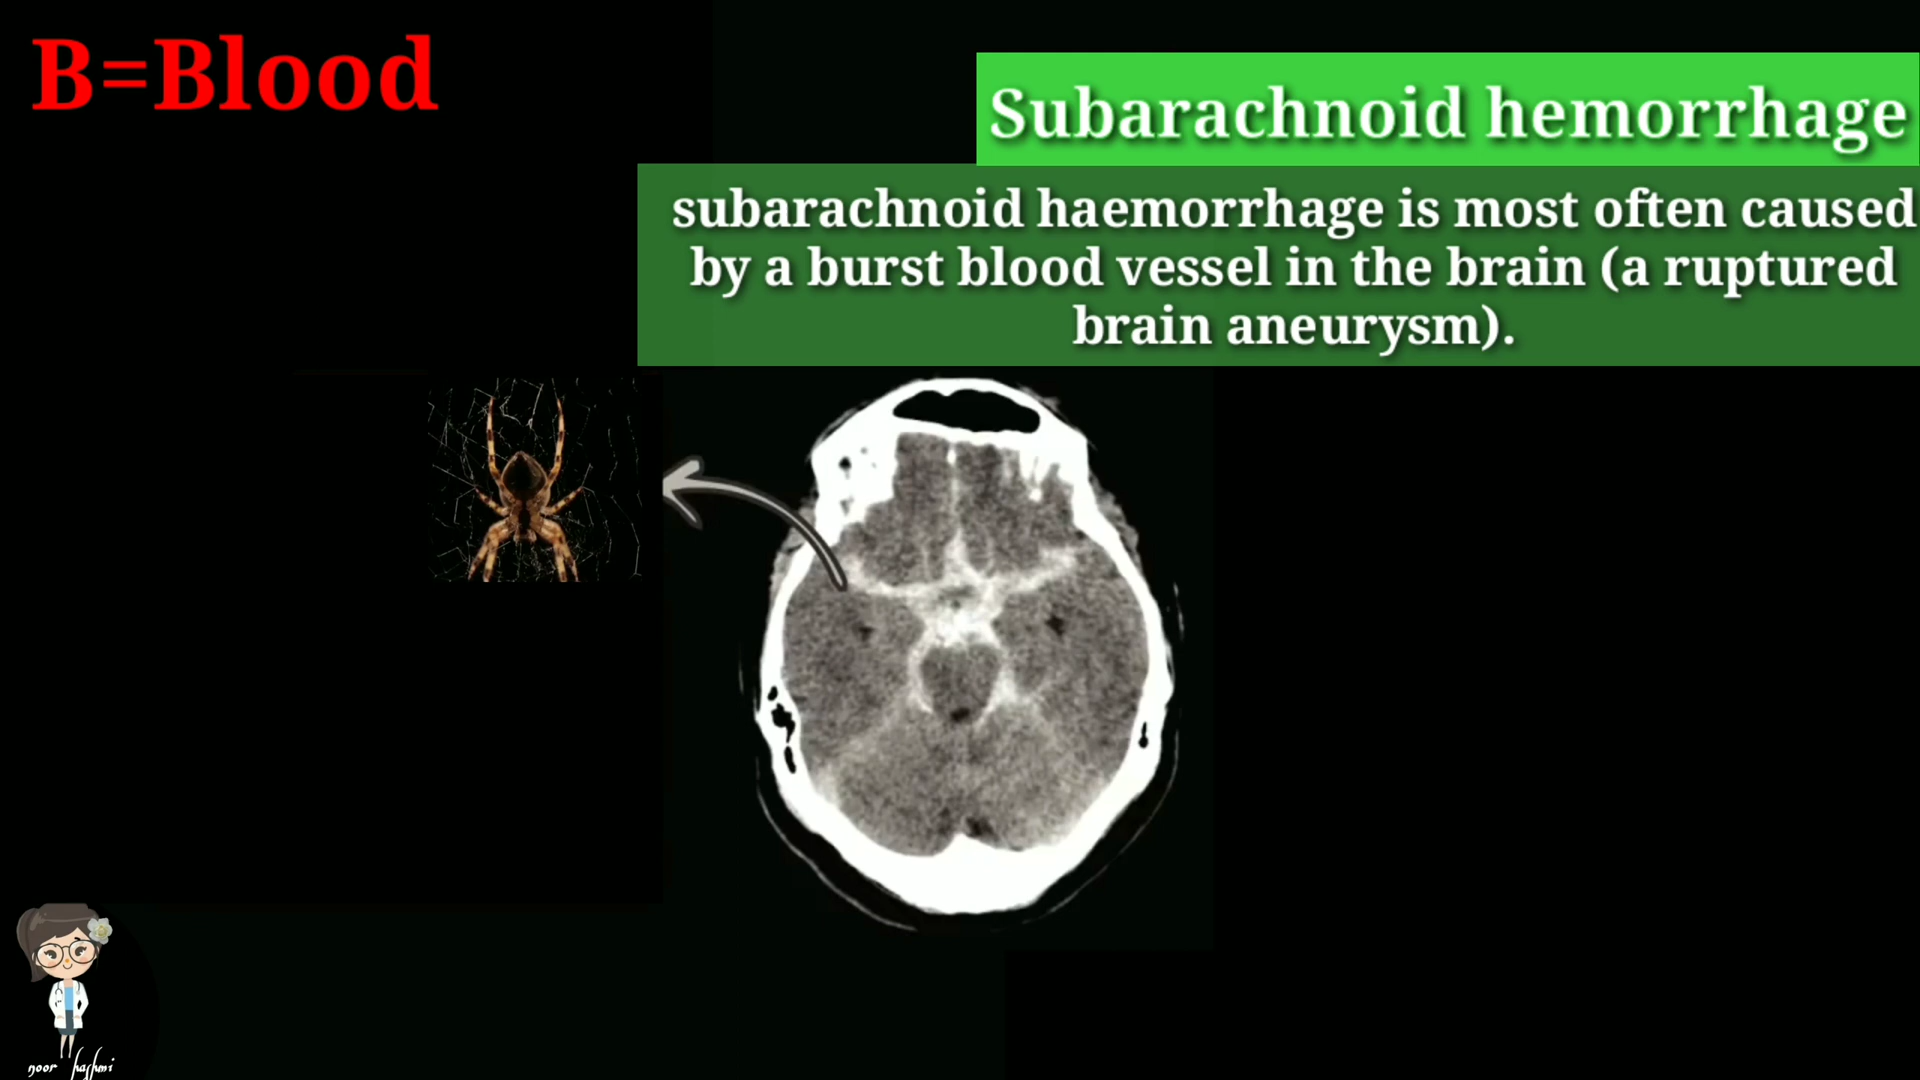 B=Blood
Subarachnoid hemorrhage
subarachnoid haemorrhage is most often caused
by a burst blood vessel in the brain (a ruptured
brain aneurysm).
noor hashmi